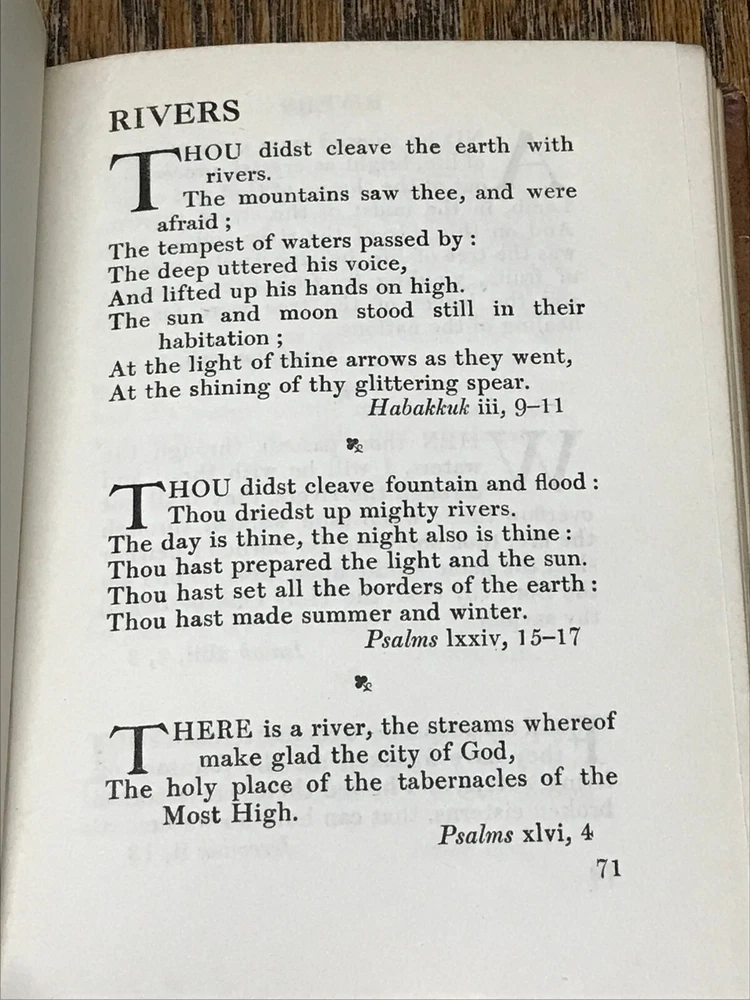 RIVERS
THOU didst cleave the earth with
rivers.
The mountains saw thee, and were
afraid ;
The tempest of waters passed by :
The deep uttered his voice,
And lifted up his hands on high.
The sun and moon stood still in their
habitation ;
At the light of thine arrows as they went,
At the shining of thy glittering spear.
Habakkuk iii, 9–11
THOU didst cleave fountain and flood :
Thou driedst up mighty rivers.
The day is thine, the night also is thine :
Thou hast prepared the light and the sun.
Thou hast set all the borders of the earth :
Thou hast made summer and winter.
Psalms lxxiv, 15–17
THERE is a river, the streams whereof
make glad the city of God,
The holy place of the tabernacles of the
Most High.
Psalms xlvi, 4
71